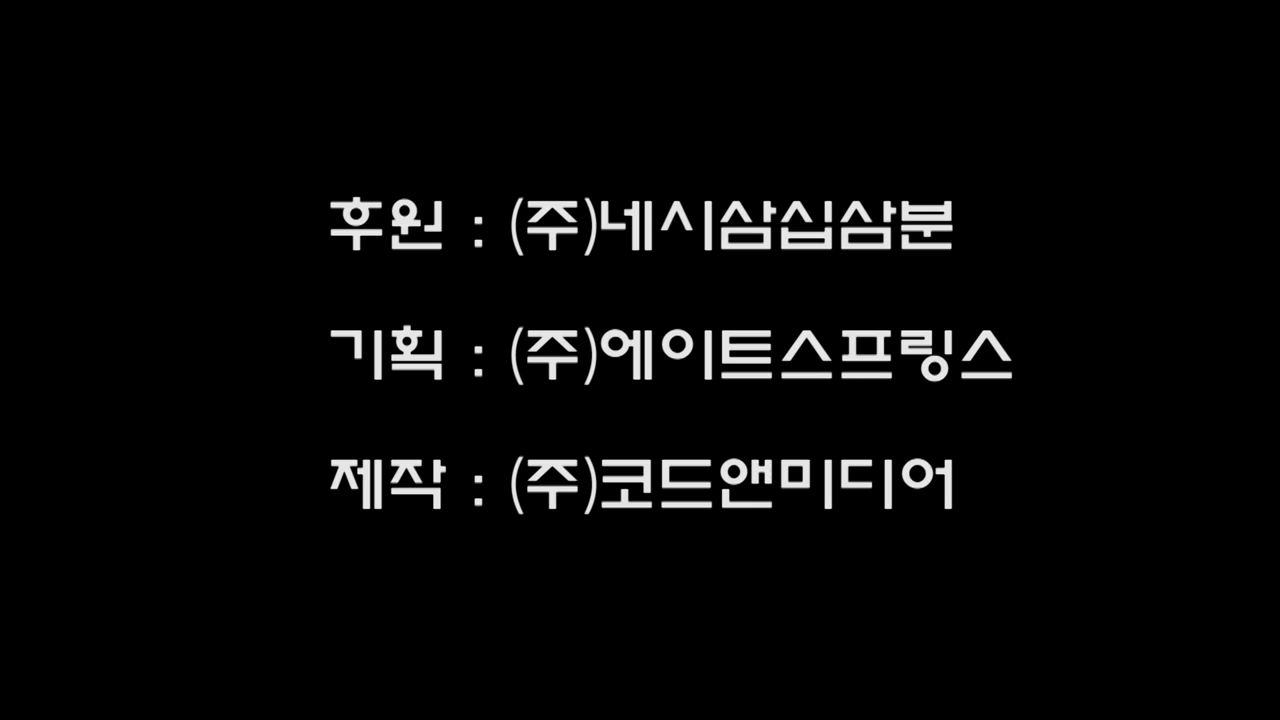 후원 : (주)네시삼십삼분
기획 : (주)에이트스프링스
제작 : (주)코드앤미디어